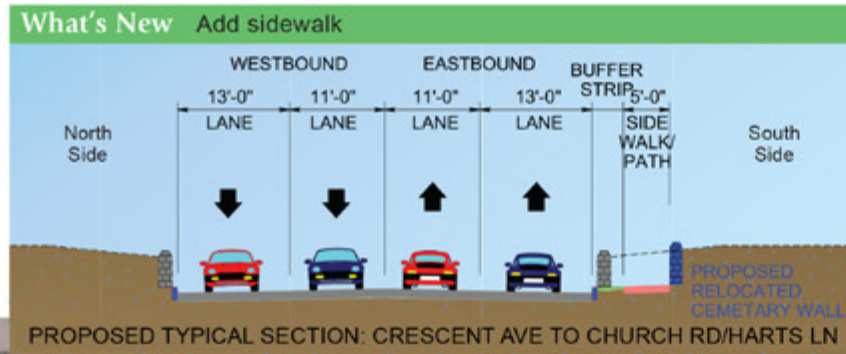 What's New Add sidewalk
WESTBOUND
EASTBOUND
BUFFER
STRIP
13'-0"
11'-0"
11'-0"
13'-0"
5'-0"
LANE
LANE
LANE
LANE
SIDE
WALK/
PATH
North
Side
South
Side
PROPOSED
RELOCATED
CEMETARY WALL
PROPOSED TYPICAL SECTION: CRESCENT AVE TO CHURCH RD/HARTS LN